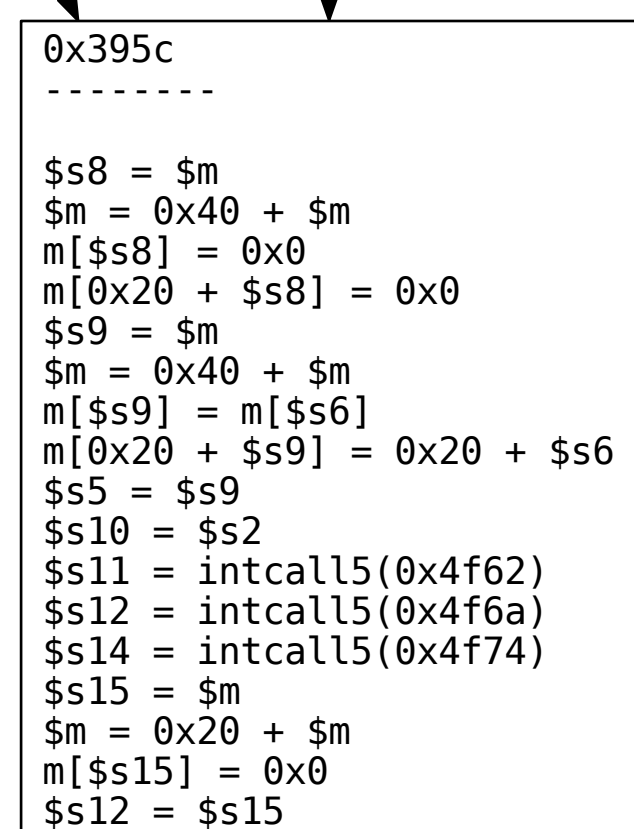 0x395c
--------
$s8 = $m
$m = 0x40 + $m
m[$s8] = 0x0
m[0x20 + $s8] = 0x0
$s9 = $m
$m = 0x40 + $m
m[$s9] = m[$s6]
m[0x20 + $s9] = 0x20 + $s6
$s5 = $s9
$s10 = $s2
$s11 = intcall5(0x4f62)
$s12 = intcall5(0x4f6a)
$s14 = intcall5(0x4f74)
$s15 = $m
$m = 0x20 + $m
m[$s15] = 0x0
$s12 = $s15